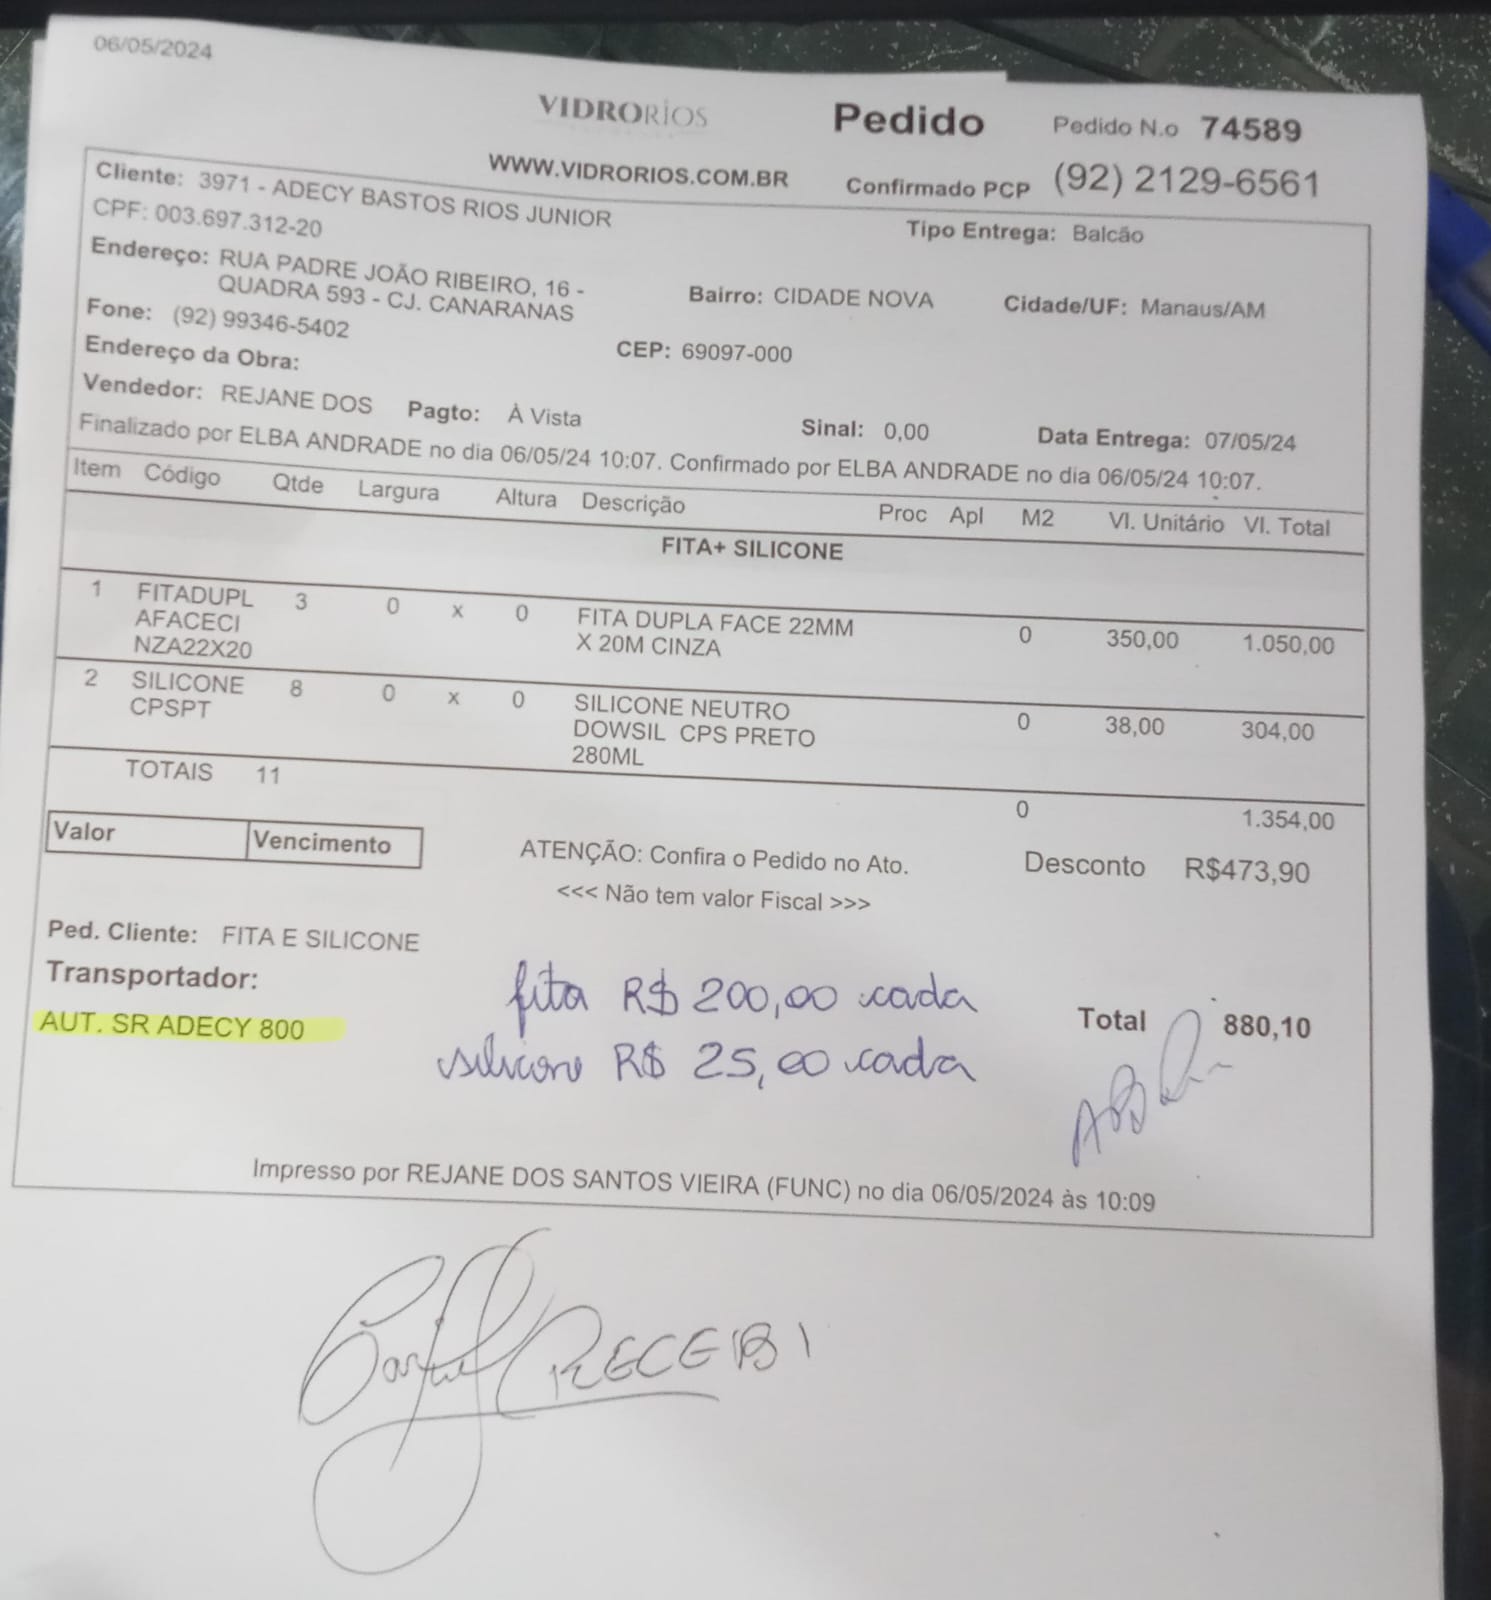 06/05/2024
VIDRORÍOS Pedido Pedido N.o 74589
WWW.VIDRORIOS.COM.BR Confirmado PCP (92) 2129-6561
Cliente: 3971 - ADECY BASTOS RIOS JUNIOR
CPF: 003.697.312-20 Tipo Entrega: Balcão
Endereço: RUA PADRE JOÃO RIBEIRO, 16 -
QUADRA 593 - CJ. CANARANAS Bairro: CIDADE NOVA Cidade/UF: Manaus/AM
Fone: (92) 99346-5402 CEP: 69097-000
Endereço da Obra:
Vendedor: REJANE DOS Pagto: À Vista Sinal: 0,00 Data Entrega: 07/05/24
Finalizado por ELBA ANDRADE no dia 06/05/24 10:07. Confirmado por ELBA ANDRADE no dia 06/05/24 10:07.
Item Código Qtde Largura Altura Descrição Proc Apl M2 Vl. Unitário Vl. Total
FITA+ SILICONE
1 FITADUPL 3 0 x 0 FITA DUPLA FACE 22MM 0 350,00 1.050,00
AFACECI X 20M CINZA
NZA22X20
2 SILICONE 8 0 x 0 SILICONE NEUTRO 0 38,00 304,00
CPSPT DOWSIL CPS PRETO
280ML
TOTAIS 11 0 1.354,00
Valor Vencimento ATENÇÃO: Confira o Pedido no Ato. Desconto R$473,90
<<< Não tem valor Fiscal >>>
Ped. Cliente: FITA E SILICONE
Transportador:
fita R$ 200,00 cada
AUT. SR ADECY 800 Total 880,10
silicone R$ 25,00 cada
Impresso por REJANE DOS SANTOS VIEIRA (FUNC) no dia 06/05/2024 às 10:09
RECEBI